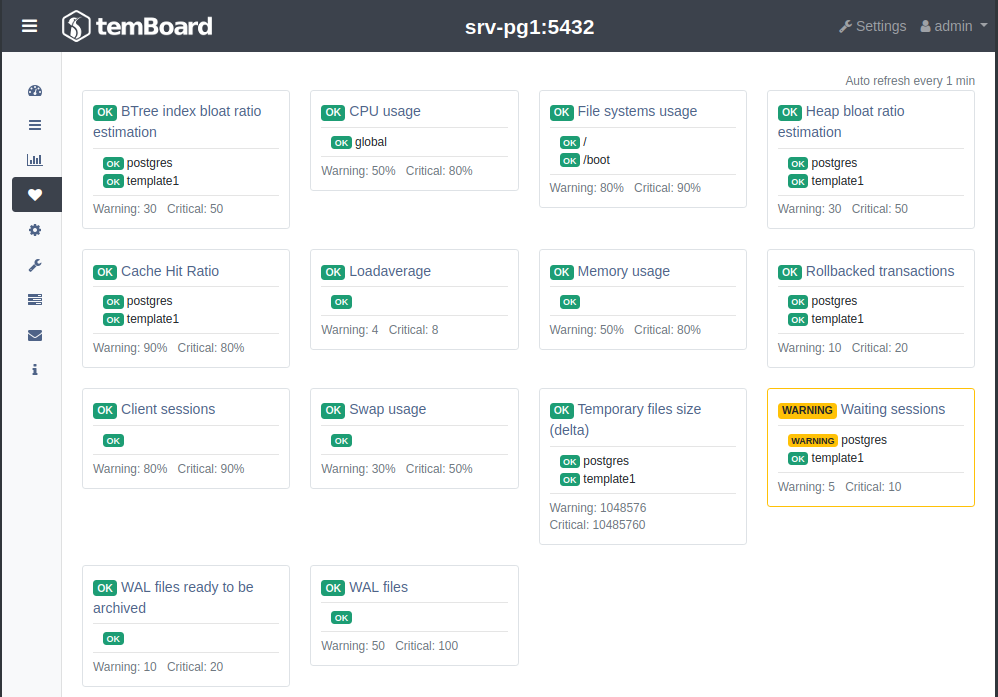 temBoard
srv-pg1:5432
Settings admin
Auto refresh every 1 min
OK BTree index bloat ratio
estimation
OK postgres
OK template1
Warning: 30 Critical: 50
OK CPU usage
OK global
Warning: 50% Critical: 80%
OK File systems usage
OK /
OK /boot
Warning: 80% Critical: 90%
OK Heap bloat ratio
estimation
OK postgres
OK template1
Warning: 30 Critical: 50
OK Cache Hit Ratio
OK postgres
OK template1
Warning: 90% Critical: 80%
OK Loadaverage
OK
Warning: 4 Critical: 8
OK Memory usage
OK
Warning: 50% Critical: 80%
OK Rollbacked transactions
OK postgres
OK template1
Warning: 10 Critical: 20
OK Client sessions
OK
Warning: 80% Critical: 90%
OK Swap usage
OK
Warning: 30% Critical: 50%
OK Temporary files size
(delta)
OK postgres
OK template1
Warning: 1048576
Critical: 10485760
WARNING Waiting sessions
WARNING postgres
OK template1
Warning: 5 Critical: 10
OK WAL files ready to be
archived
OK
Warning: 10 Critical: 20
OK WAL files
OK
Warning: 50 Critical: 100